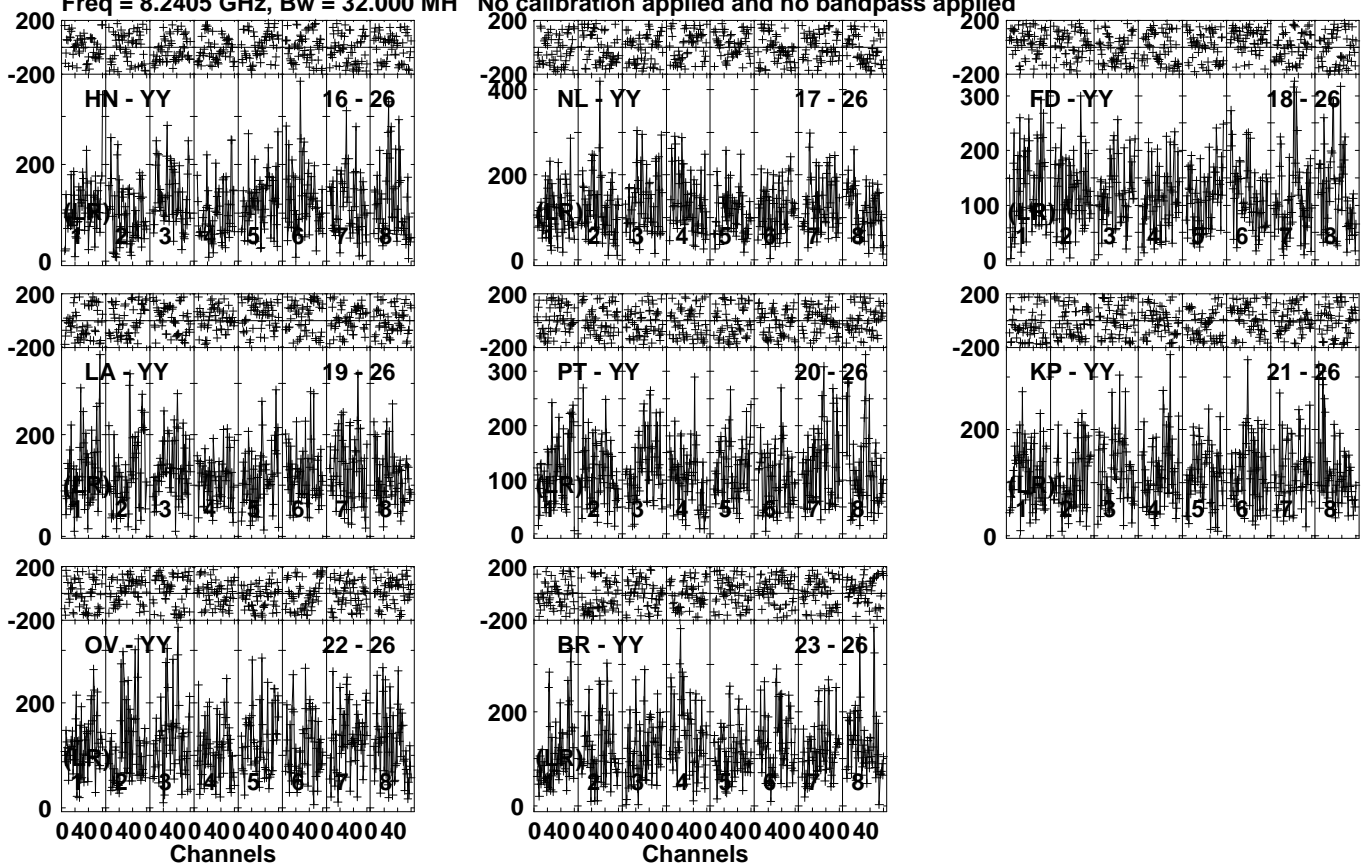 Freq = 8.2405 GHz, Bw = 32.000 MH No calibration applied and no bandpass applied
200
-200
HN - YY 16 - 26
200
0
(LR)
1 2 3 4 5 6 7 8
200
-200
400
NL - YY 17 - 26
200
0
(LR)
1 2 3 4 5 6 7 8
200
-200
300
FD - YY 18 - 26
200
100
0
(LR)
1 2 3 4 5 6 7 8
200
-200
LA - YY 19 - 26
200
0
(LR)
1 2 3 4 5 6 7 8
200
-200
300
PT - YY 20 - 26
200
100
0
(LR)
1 2 3 4 5 6 7 8
200
-200
KP - YY 21 - 26
200
0
(LR)
1 2 3 4 5 6 7 8
200
-200
OV - YY 22 - 26
200
0
(LR)
1 2 3 4 5 6 7 8
0 40 0 40 0 40 0 40 0 40 0 40 0 40 0 40
Channels
200
-200
BR - YY 23 - 26
200
0
(LR)
1 2 3 4 5 6 7 8
0 40 0 40 0 40 0 40 0 40 0 40 0 40 0 40
Channels